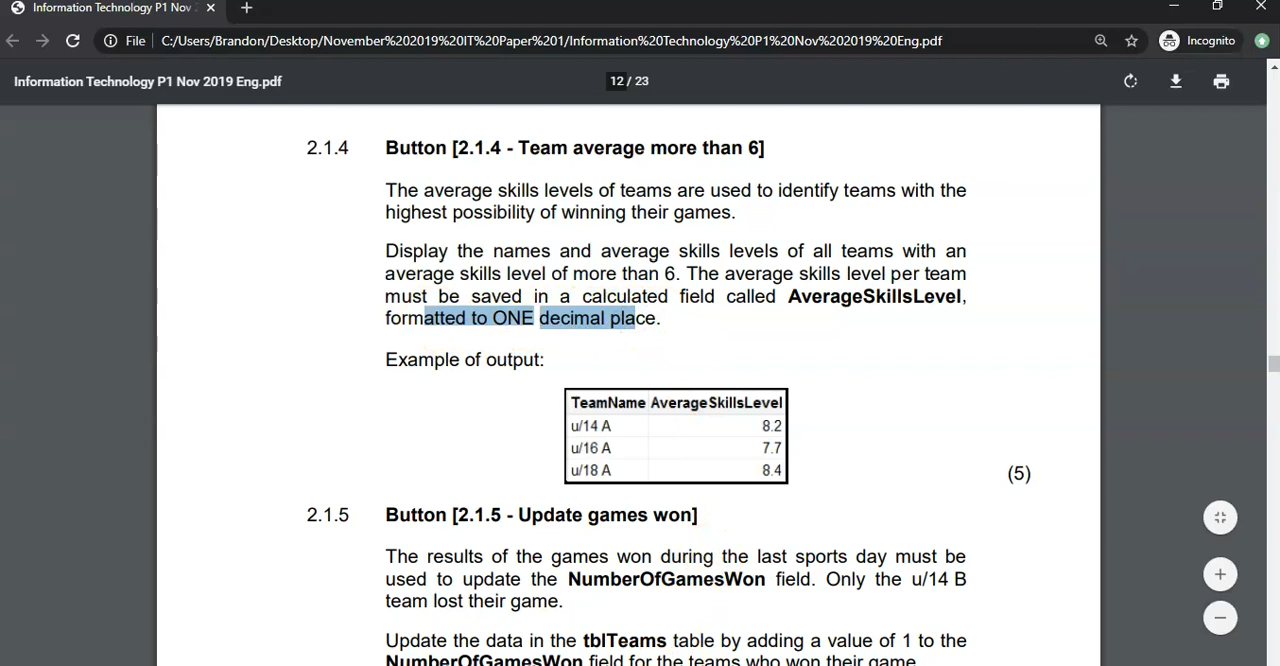 Information Technology P1 Nov
File | C:/Users/Brandon/Desktop/November%202019%20IT%20Paper%201/Information%20Technology%20P1%20Nov%202019%20Eng.pdf
Incognito
Information Technology P1 Nov 2019 Eng.pdf
12 / 23
2.1.4 Button [2.1.4 - Team average more than 6]
The average skills levels of teams are used to identify teams with the
highest possibility of winning their games.
Display the names and average skills levels of all teams with an
average skills level of more than 6. The average skills level per team
must be saved in a calculated field called AverageSkillsLevel,
formatted to ONE decimal place.
Example of output:
TeamName AverageSkillsLevel
u/14 A 8.2
u/16 A 7.7
u/18 A 8.4
(5)
2.1.5 Button [2.1.5 - Update games won]
The results of the games won during the last sports day must be
used to update the NumberOfGamesWon field. Only the u/14 B
team lost their game.
Update the data in the tblTeams table by adding a value of 1 to the
NumberOfGamesWon field for the teams who won their game.